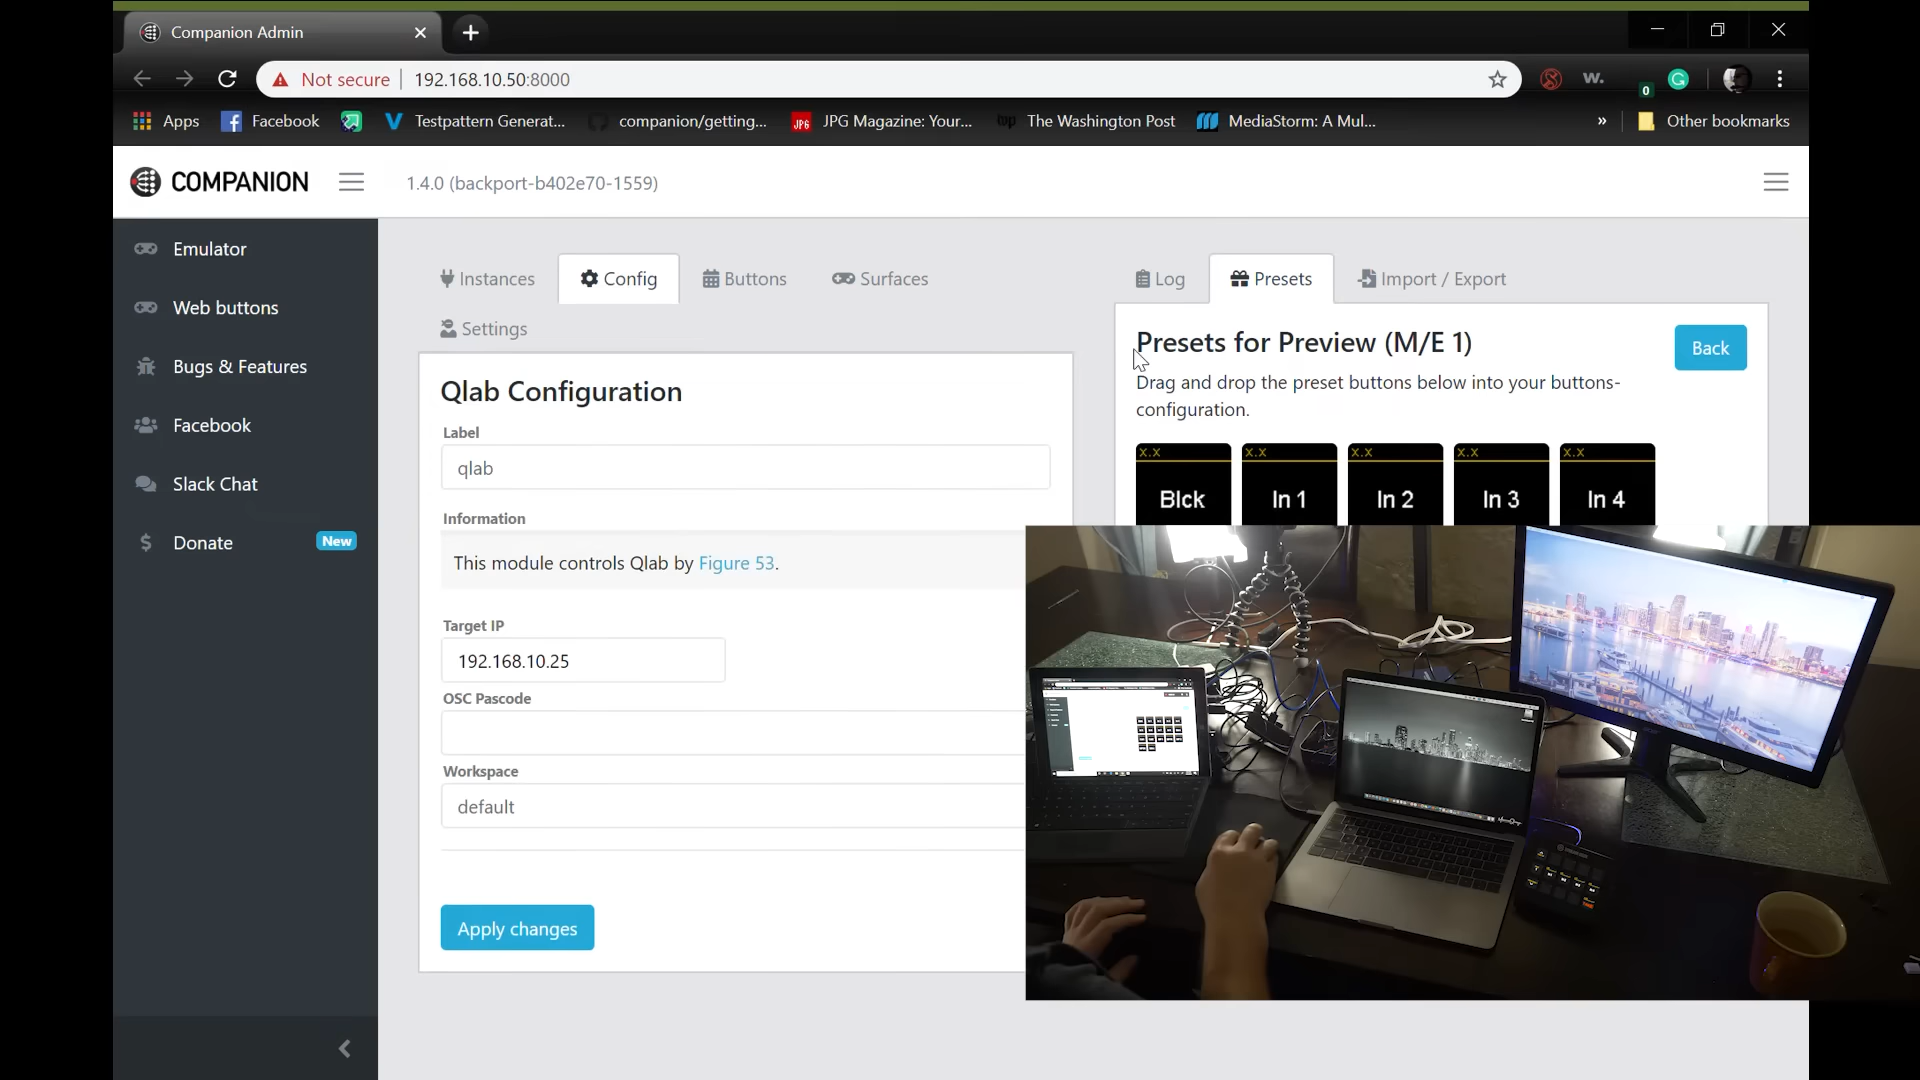 Companion Admin
Not secure 192.168.10.50:8000
0
Apps Facebook Testpattern Generat... companion/getting... JPG JPG Magazine: Your... wp The Washington Post MediaStorm: A Mul... » Other bookmarks
COMPANION 1.4.0 (backport-b402e70-1559)
Emulator
Web buttons
Bugs & Features
Facebook
Slack Chat
Donate New
Instances Config Buttons Surfaces
Settings
Qlab Configuration
Label
qlab
Information
This module controls Qlab by Figure 53.
Target IP
192.168.10.25
OSC Pascode
Workspace
default
Apply changes
Log Presets Import / Export
Presets for Preview (M/E 1)
Back
Drag and drop the preset buttons below into your buttons-
configuration.
X.X X.X X.X X.X X.X
Blck In 1 In 2 In 3 In 4